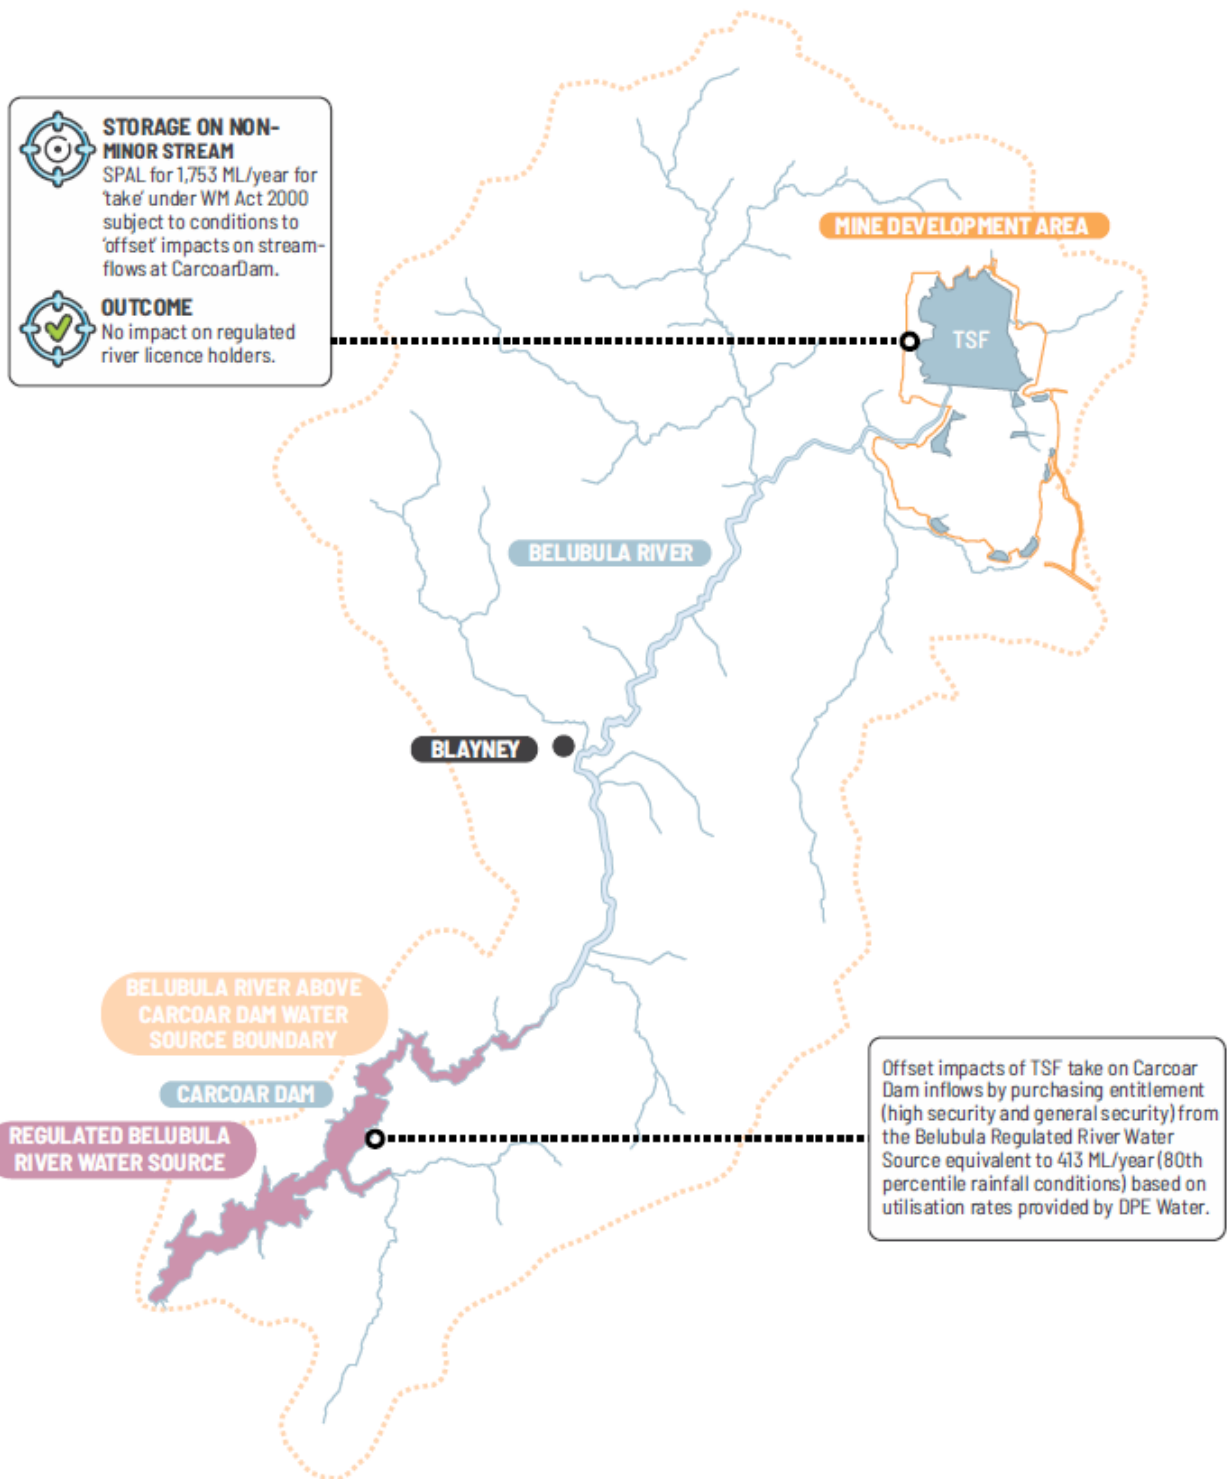 STORAGE ON NON-
MINOR STREAM
SPAL for 1,753 ML/year for
‘take’ under WM Act 2000
subject to conditions to
‘offset’ impacts on stream-
flows at CarcoarDam.
OUTCOME
No impact on regulated
river licence holders.
MINE DEVELOPMENT AREA
TSF
BELUBULA RIVER
BLAYNEY
BELUBULA RIVER ABOVE
CARCOAR DAM WATER
SOURCE BOUNDARY
CARCOAR DAM
REGULATED BELUBULA
RIVER WATER SOURCE
Offset impacts of TSF take on Carcoar
Dam inflows by purchasing entitlement
(high security and general security) from
the Belubula Regulated River Water
Source equivalent to 413 ML/year (80th
percentile rainfall conditions) based on
utilisation rates provided by DPE Water.